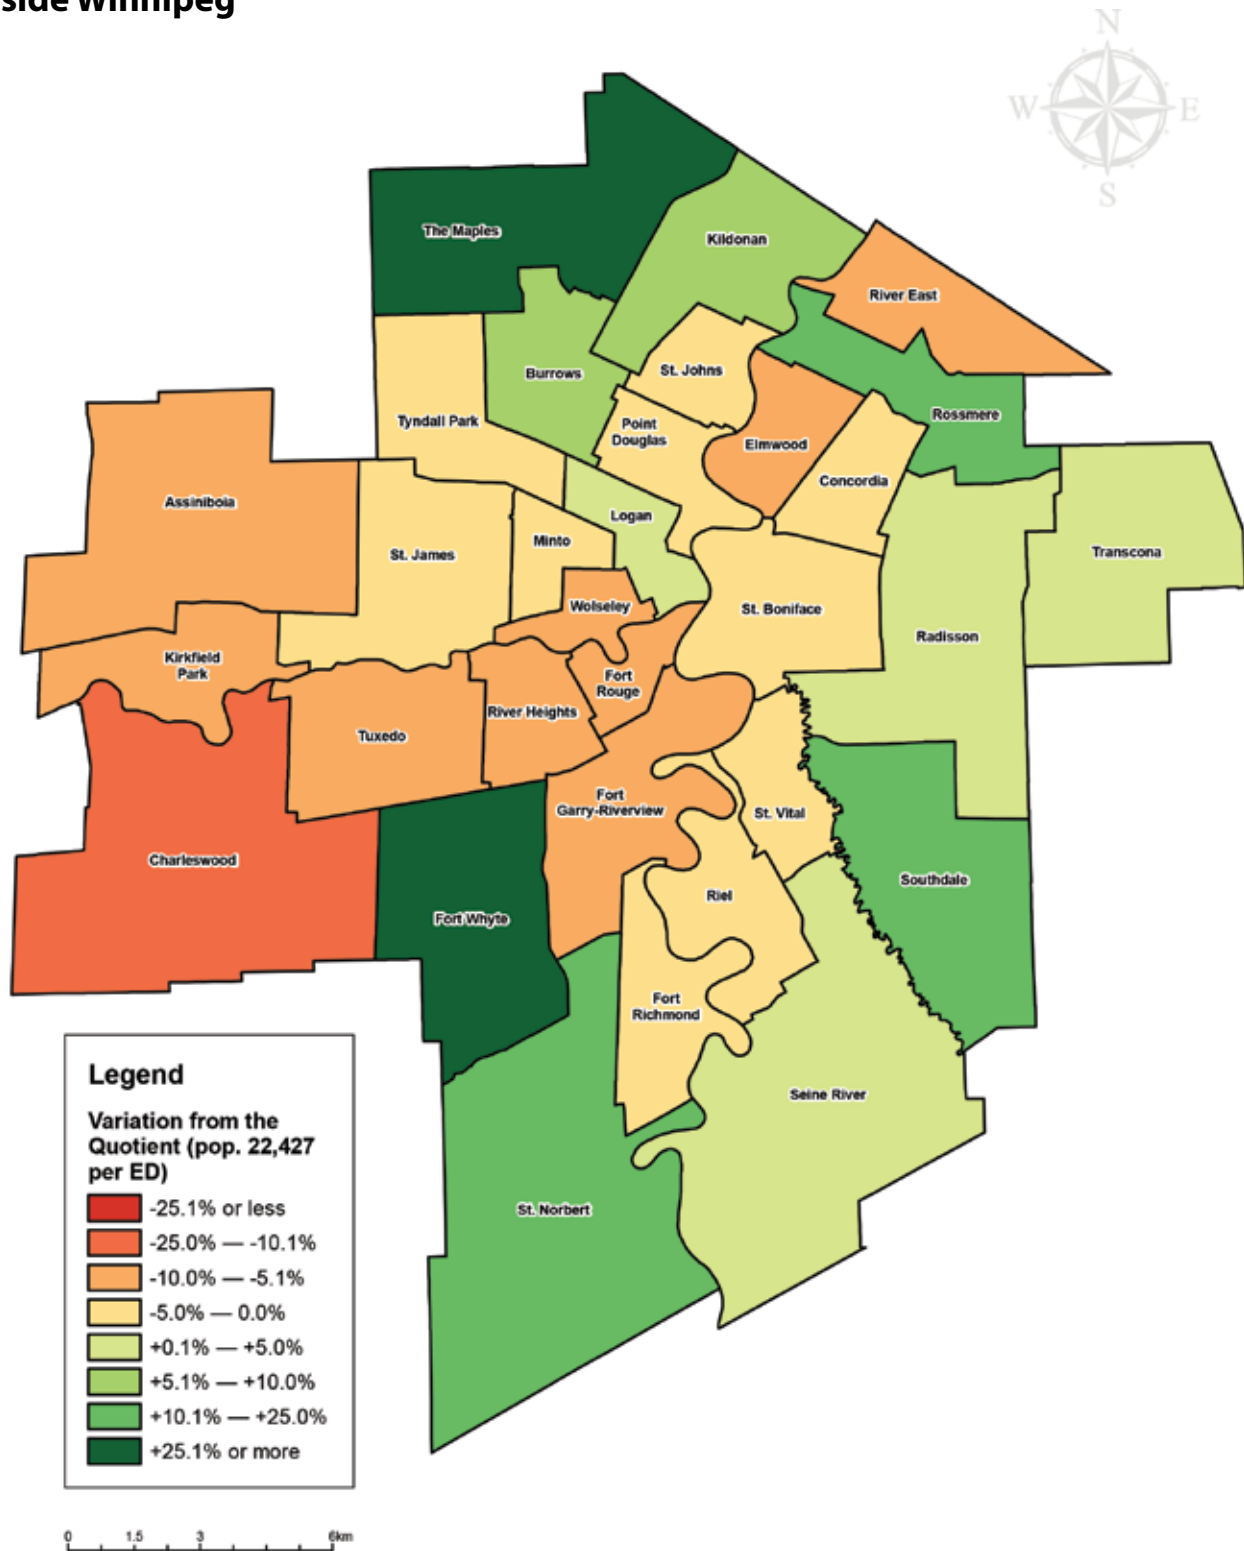 side Winnipeg
N
W
E
S
The Maples
Kildonan
River East
Burrows
St. Johns
Rossmere
Tyndall Park
Point
Douglas
Elmwood
Concordia
Assiniboia
Logan
Minto
St. James
Transcona
Wolseley
St. Boniface
Radisson
Kirkfield
Park
Fort
Rouge
River Heights
Tuxedo
Fort
Garry-Riverview
St. Vital
Charleswood
Southdale
Riel
Fort Whyte
Fort
Richmond
Seine River
St. Norbert
Legend
Variation from the
Quotient (pop. 22,427
per ED)
-25.1% or less
-25.0% — -10.1%
-10.0% — -5.1%
-5.0% — 0.0%
+0.1% — +5.0%
+5.1% — +10.0%
+10.1% — +25.0%
+25.1% or more
0 1.5 3 6km